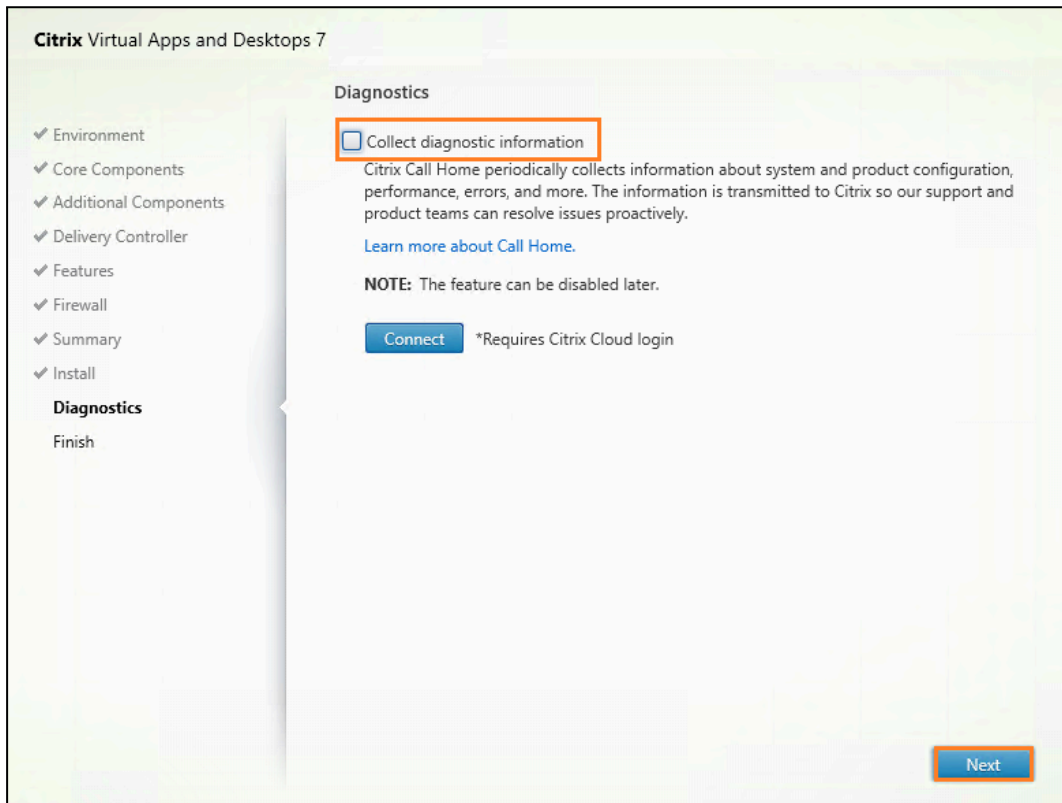 Citrix Virtual Apps and Desktops 7
Environment
Core Components
Additional Components
Delivery Controller
Features
Firewall
Summary
Install
Diagnostics
Finish
Diagnostics
Collect diagnostic information
Citrix Call Home periodically collects information about system and product configuration,
performance, errors, and more. The information is transmitted to Citrix so our support and
product teams can resolve issues proactively.
Learn more about Call Home.
NOTE: The feature can be disabled later.
Connect *Requires Citrix Cloud login
Next